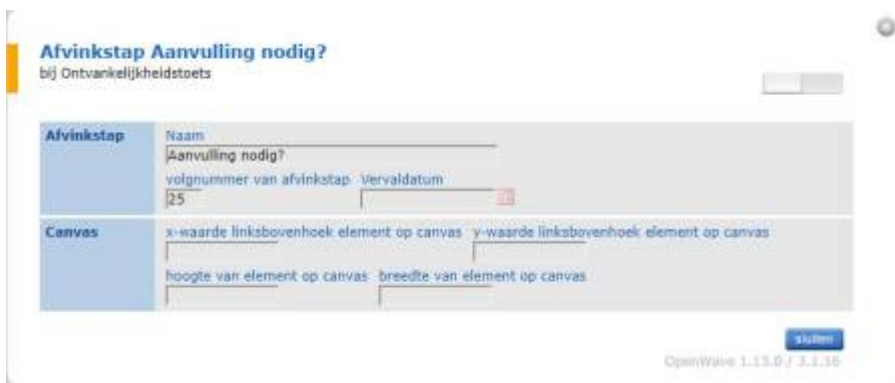 Afvinkstap Aanvulling nodig?
bij Ontvankelijkheidstoets
Afvinkstap
Naam
Aanvulling nodig?
volgnummer van afvinkstap Vervaldatum
25
Canvas
x-waarde linksbovenhoek element op canvas y-waarde linksbovenhoek element op canvas
hoogte van element op canvas breedte van element op canvas
sluiten
OpenWave 1.13.0 / 3.1.16